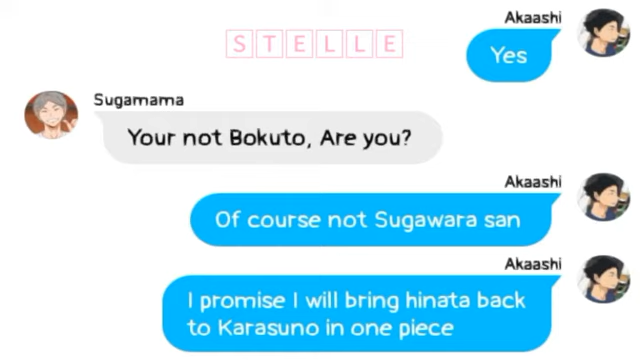 Akaashi
STELLE
Yes
Sugamama
Your not Bokuto, Are you?
Akaashi
Of course not Sugawara san
Akaashi
I promise I will bring hinata back
to Karasuno in one piece